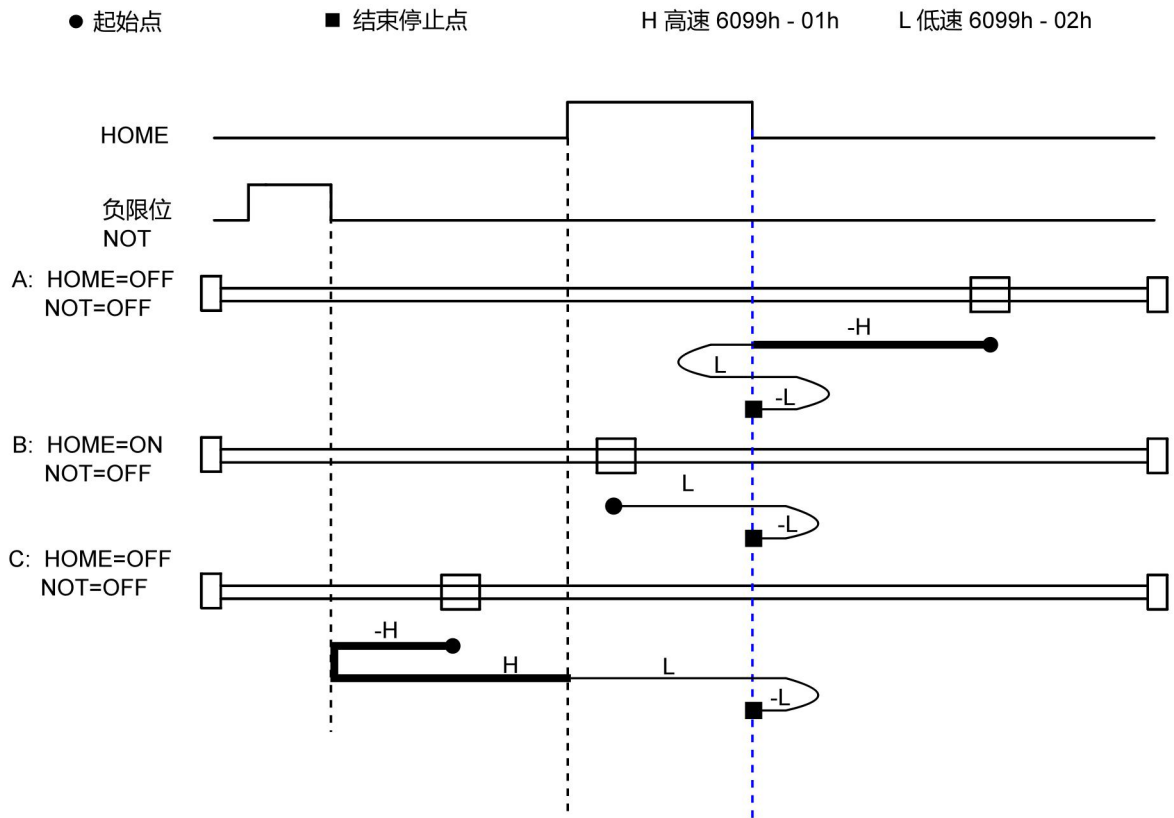 ● 起始点 ■ 结束停止点 H 高速 6099h - 01h L 低速 6099h - 02h
HOME
负限位
NOT
A: HOME=OFF
NOT=OFF
-H
L
-L
B: HOME=ON
NOT=OFF
L
-L
C: HOME=OFF
NOT=OFF
-H
H L
-L